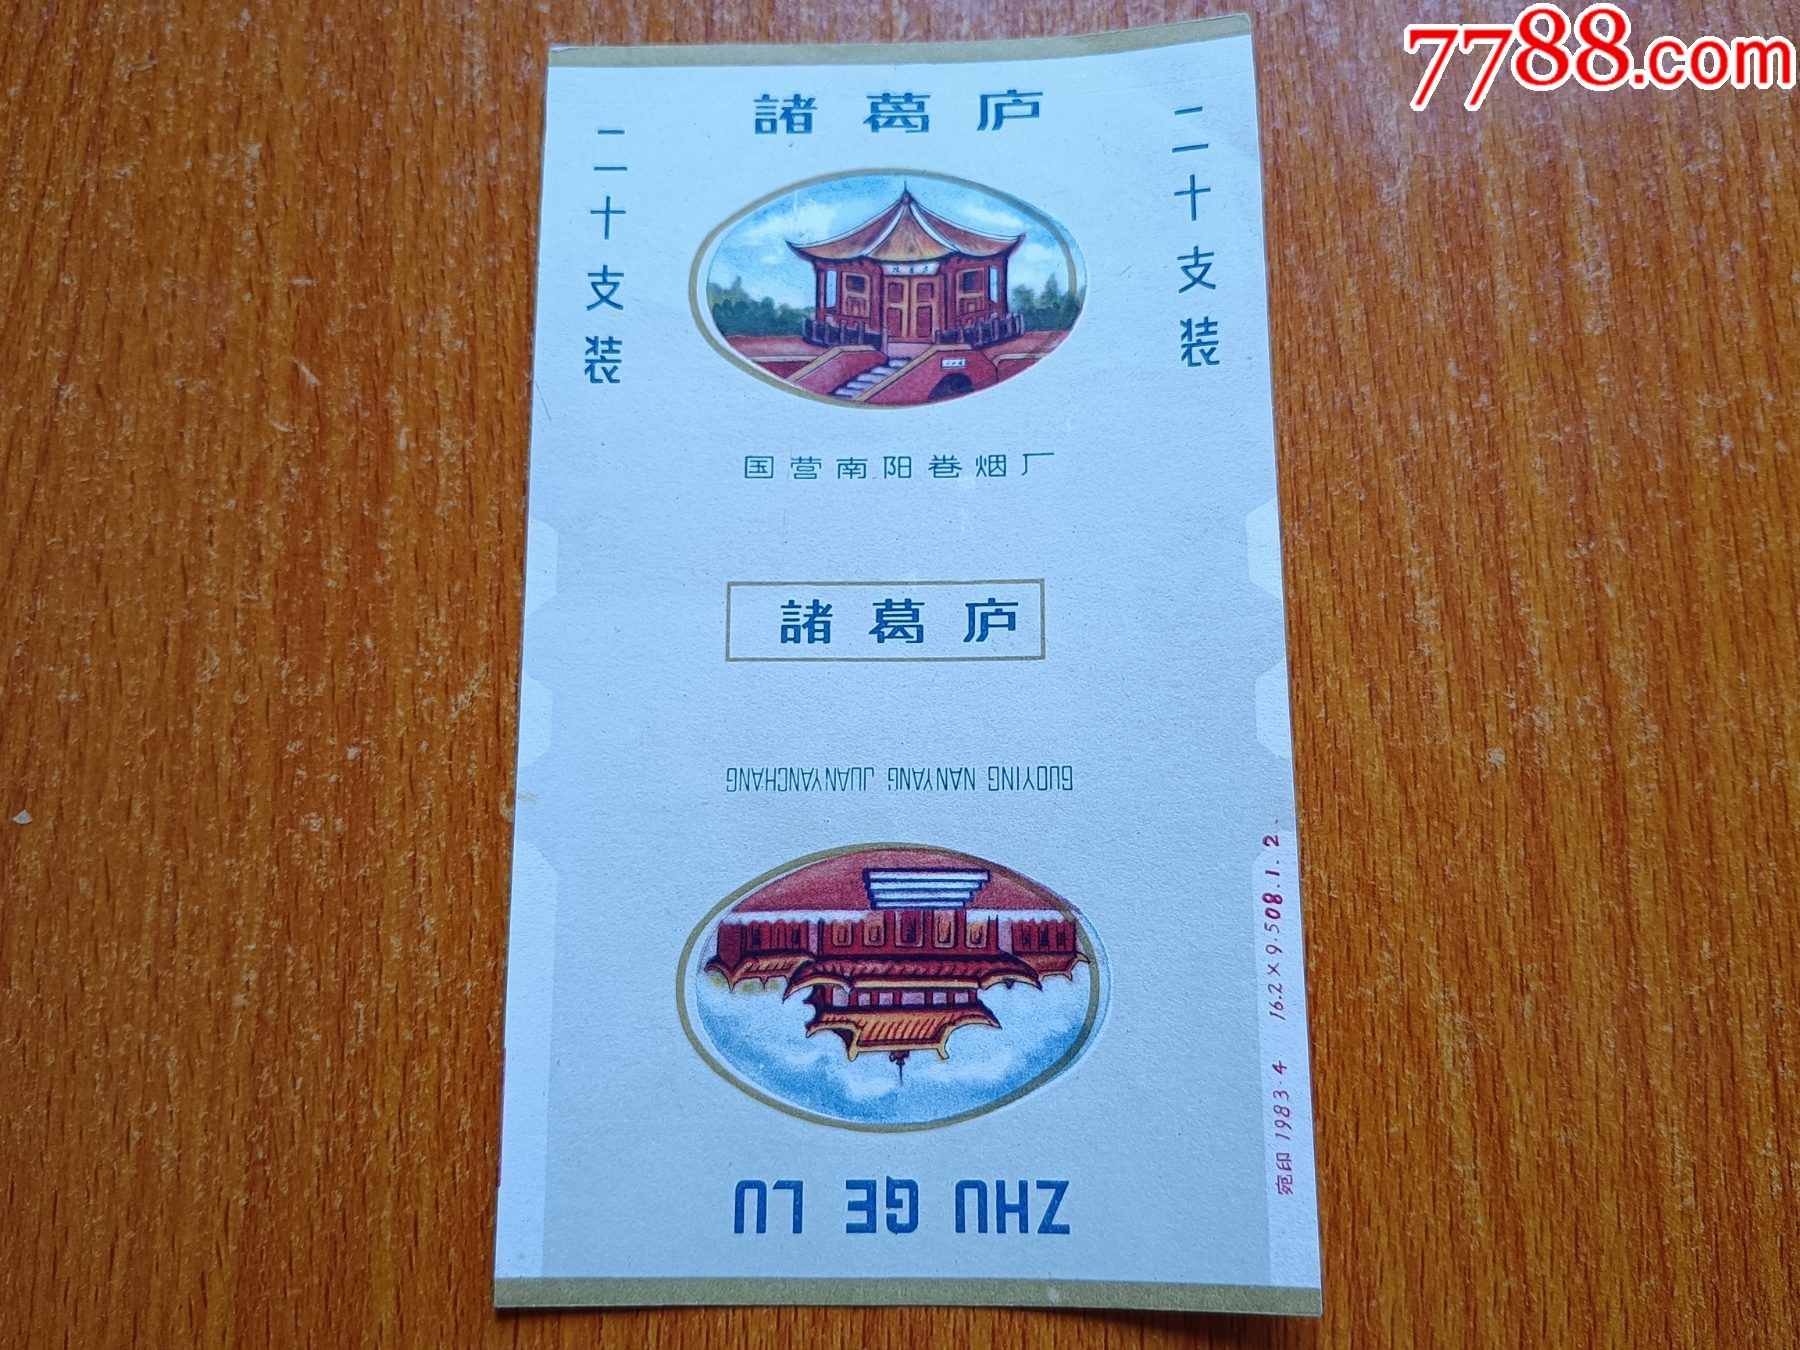 7788.com
諸葛庐
二十支装
二十支装
国营南阳卷烟厂
諸葛庐
GUOYING NANYANG JUANYANCHANG
ZHU GE LU
宛印 1983·4 16.2×9.508.1.2